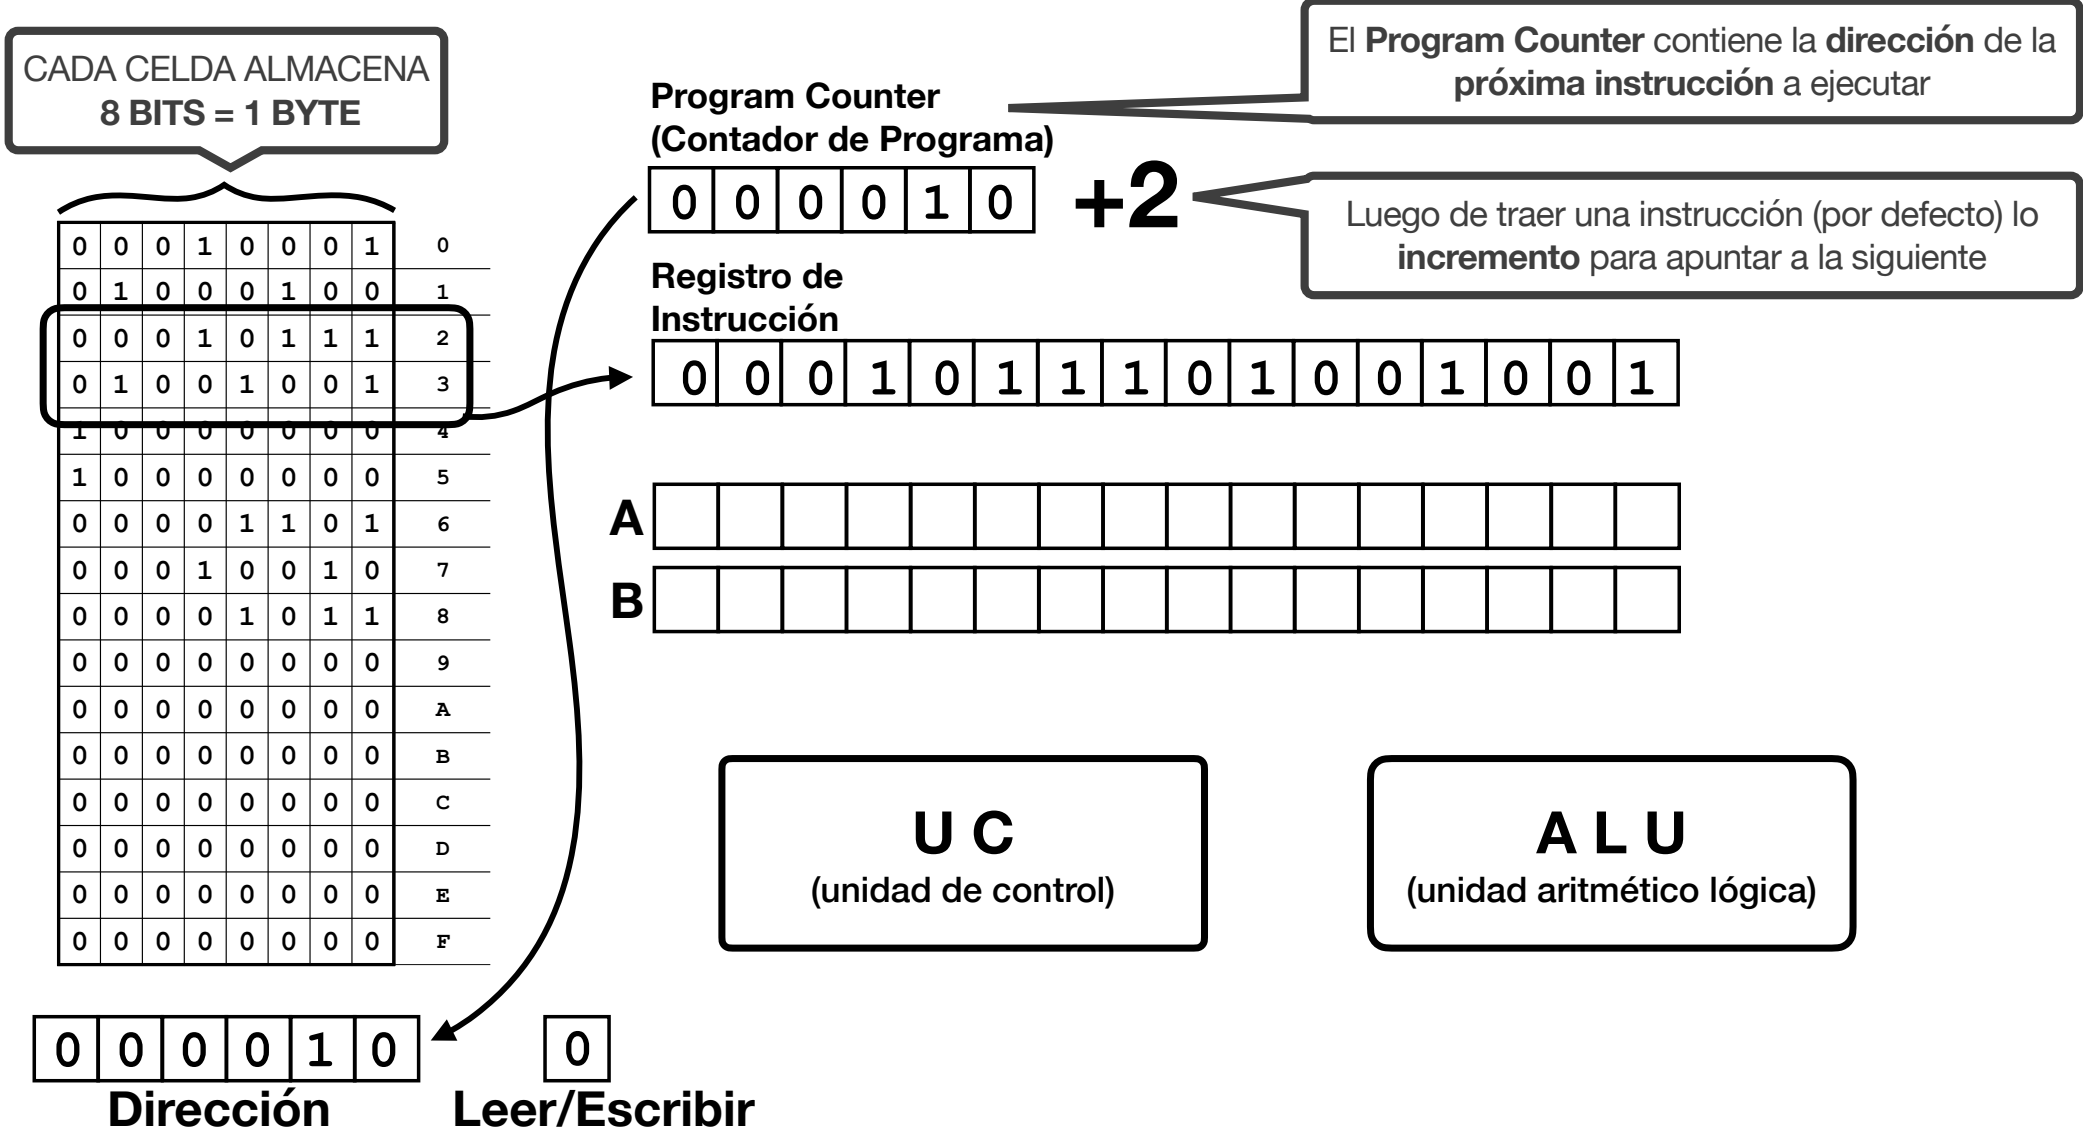 CADA CELDA ALMACENA
8 BITS = 1 BYTE
El Program Counter contiene la dirección de la
próxima instrucción a ejecutar
Program Counter
(Contador de Programa)
0 0 0 0 1 0 +2
Luego de traer una instrucción (por defecto) lo
incremento para apuntar a la siguiente
Registro de
Instrucción
0 0 0 1 0 1 1 1 0 1 0 0 1 0 0 1
0 0 0 1 0 0 0 1 0
0 1 0 0 0 1 0 0 1
0 0 0 1 0 1 1 1 2
0 1 0 0 1 0 0 1 3
1 0 0 0 0 0 0 0 4
1 0 0 0 0 0 0 0 5
0 0 0 0 1 1 0 1 6
0 0 0 1 0 0 1 0 7
0 0 0 0 1 0 1 1 8
0 0 0 0 0 0 0 0 9
0 0 0 0 0 0 0 0 A
0 0 0 0 0 0 0 0 B
0 0 0 0 0 0 0 0 C
0 0 0 0 0 0 0 0 D
0 0 0 0 0 0 0 0 E
0 0 0 0 0 0 0 0 F
A
B
U C
(unidad de control)
A L U
(unidad aritmético lógica)
0 0 0 0 1 0
Dirección
0
Leer/Escribir